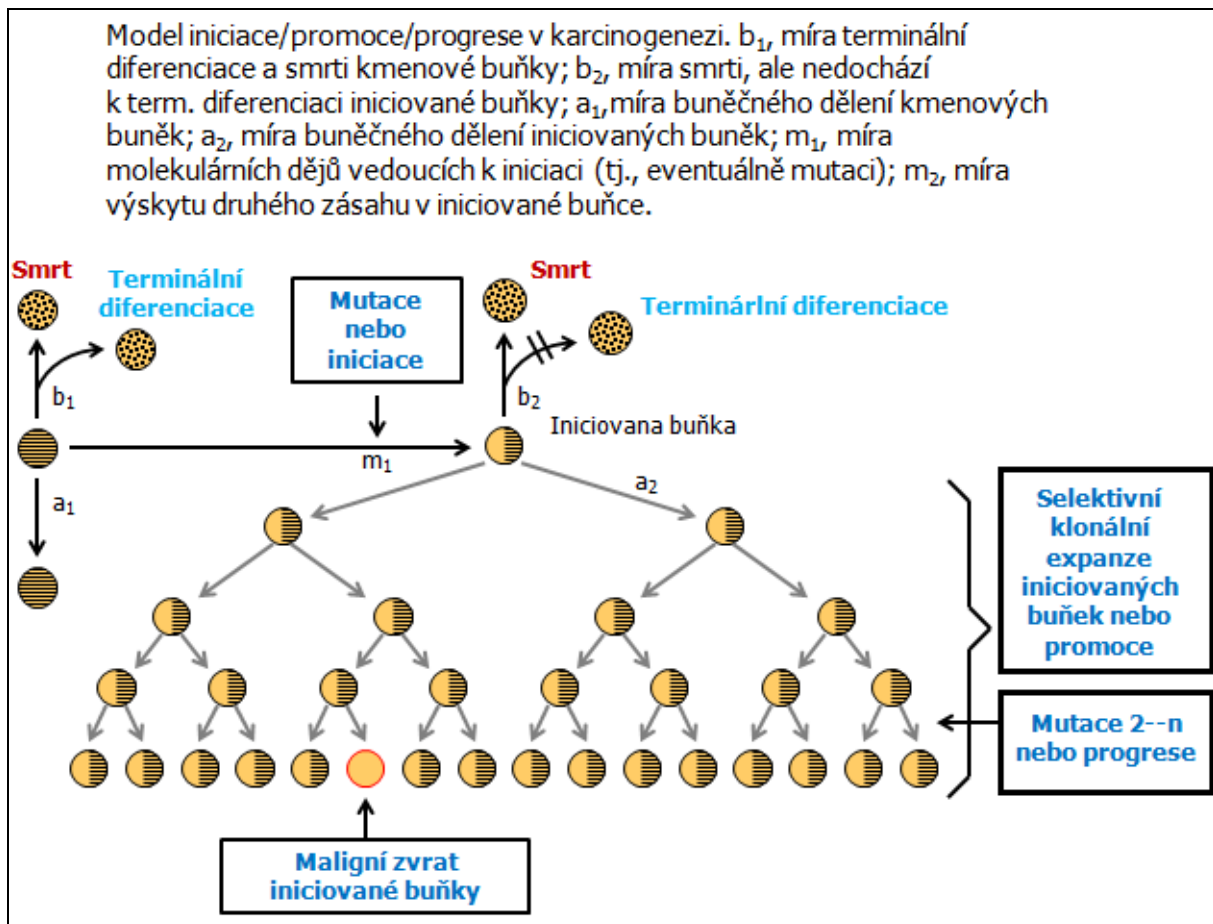 Model iniciace/promoce/progrese v karcinogenezi. b₁, míra terminální
diferenciace a smrti kmenové buňky; b₂, míra smrti, ale nedochází
k term. diferenciaci iniciované buňky; a₁,míra buněčného dělení kmenových
buněk; a₂, míra buněčného dělení iniciovaných buněk; m₁, míra
molekulárních dějů vedoucích k iniciaci (tj., eventuálně mutaci); m₂, míra
výskytu druhého zásahu v iniciované buňce.
Smrt
Terminální
diferenciace
Mutace
nebo
iniciace
Smrt
Terminárlní diferenciace
b₁
b₂
Iniciovana buňka
m₁
a₁
a₂
Selektivní
klonální
expanze
iniciovaných
buňek nebo
promoce
Mutace 2--n
nebo progrese
Maligní zvrat
iniciované buňky